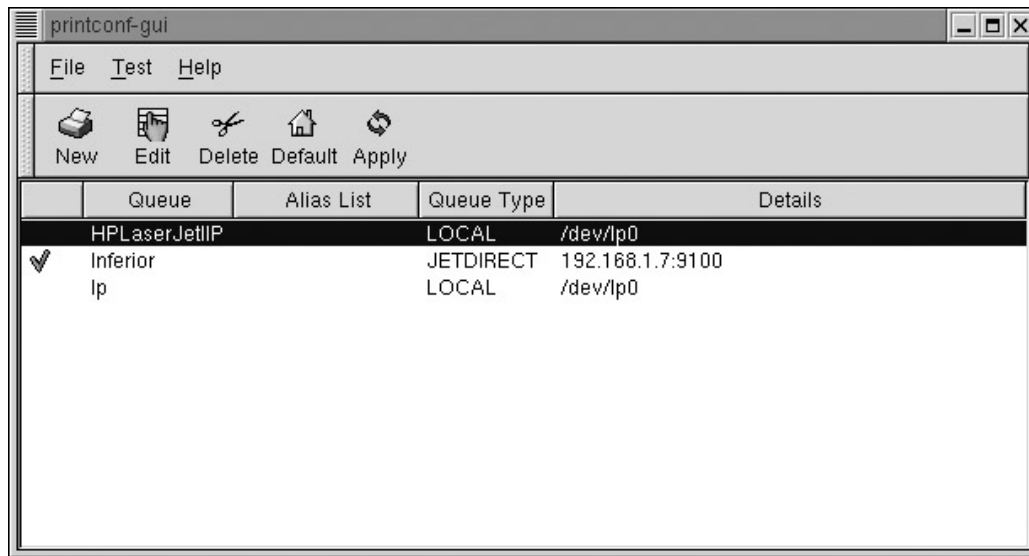 printconf-gui
File Test Help
New Edit Delete Default Apply
Queue Alias List Queue Type Details
HPLaserJetIIP LOCAL /dev/lp0
Inferior JETDIRECT 192.168.1.7:9100
lp LOCAL /dev/lp0